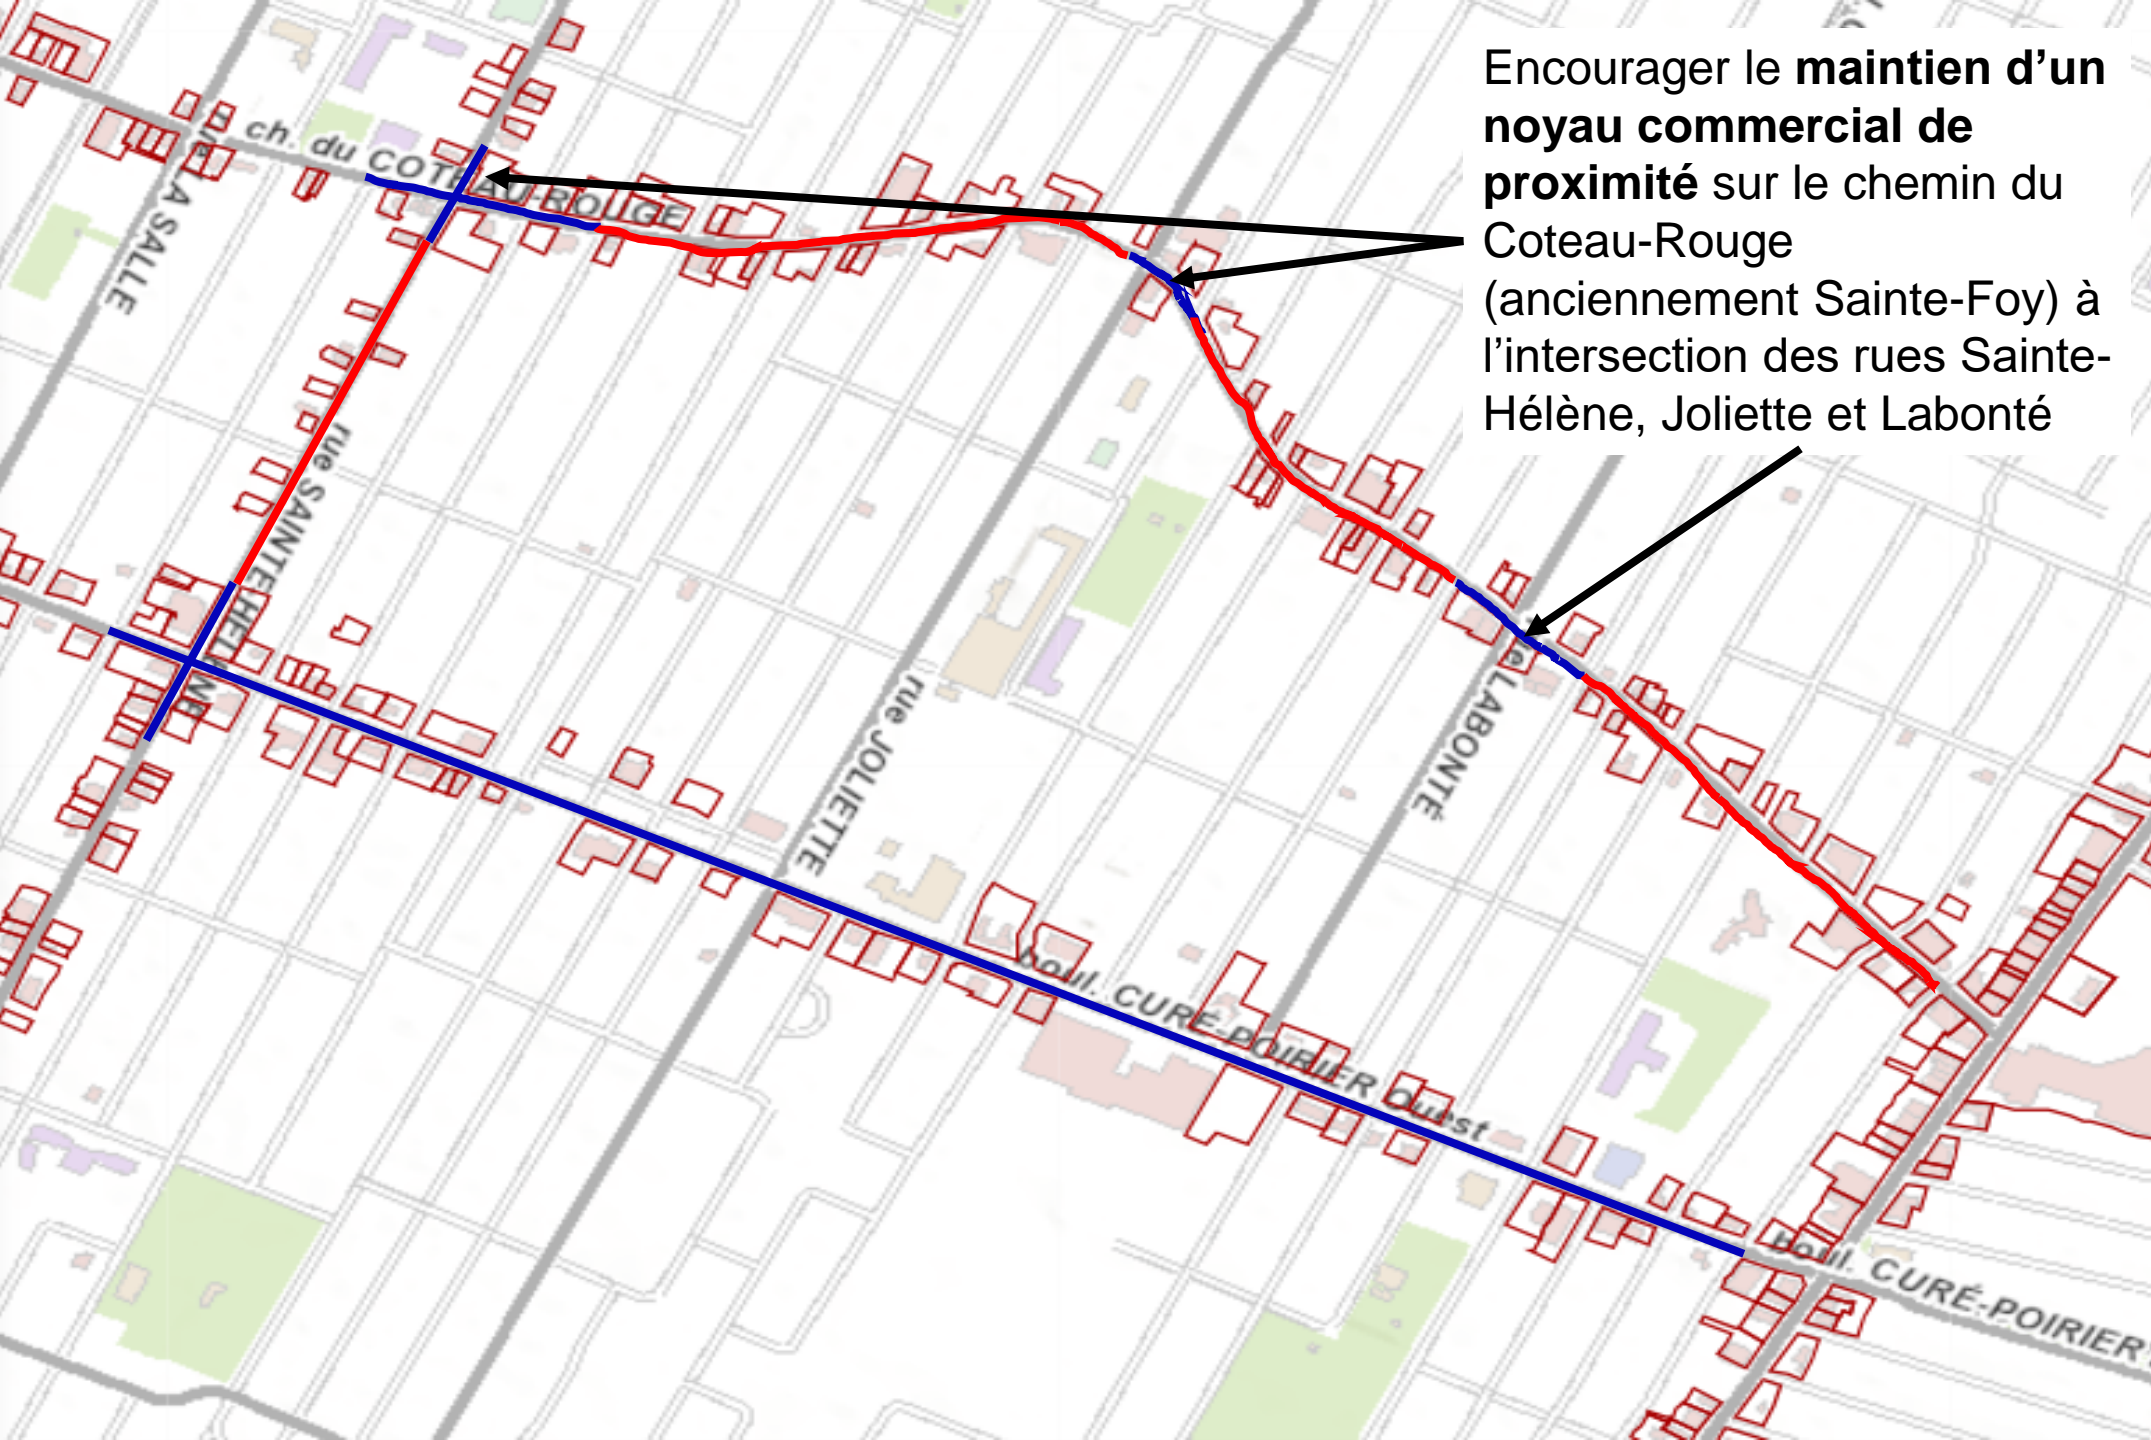 Encourager le maintien d’un
noyau commercial de
proximité sur le chemin du
Coteau-Rouge
(anciennement Sainte-Foy) à
l’intersection des rues Sainte-
Hélène, Joliette et Labonté
ch. du COTEAU-ROUGE
LA SALLE
rue SAINTE-HÉLÈNE
rue JOLIETTE
LABONTÉ
boul. CURÉ-POIRIER Ouest
boul. CURÉ-POIRIER